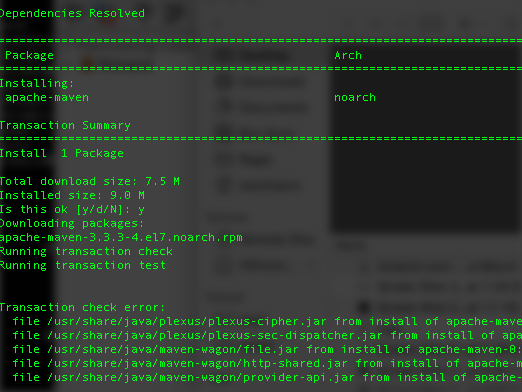 Dependencies Resolved
================================================================================
Package Arch
================================================================================
Installing:
apache-maven noarch
Transaction Summary
================================================================================
Install 1 Package
Total download size: 7.5 M
Installed size: 9.0 M
Is this ok [y/d/N]: y
Downloading packages:
apache-maven-3.3.3-4.el7.noarch.rpm
Running transaction check
Running transaction test
Transaction check error:
file /usr/share/java/plexus/plexus-cipher.jar from install of apache-mave
file /usr/share/java/plexus/plexus-sec-dispatcher.jar from install of apa
file /usr/share/java/maven-wagon/file.jar from install of apache-maven-0:
file /usr/share/java/maven-wagon/http-shared.jar from install of apache-m
file /usr/share/java/maven-wagon/provider-api.jar from install of apache-